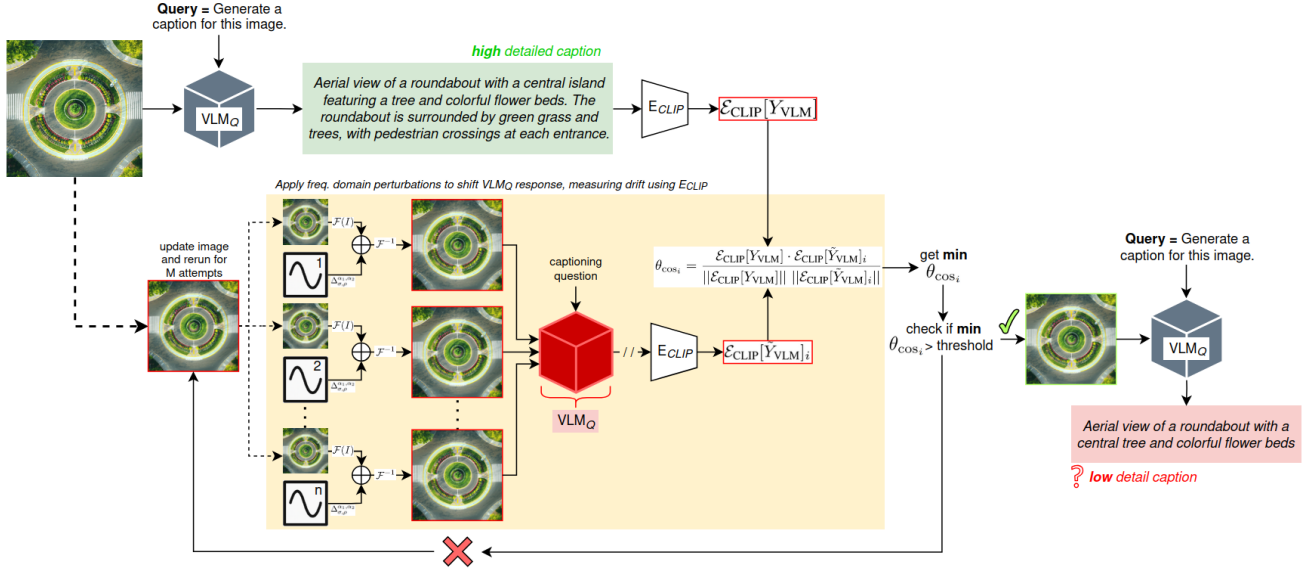 Query = Generate a
caption for this image.
VLM_Q
high detailed caption
Aerial view of a roundabout with a central island
featuring a tree and colorful flower beds. The
roundabout is surrounded by green grass and
trees, with pedestrian crossings at each entrance.
E_CLIP
ℰ_CLIP[Y_VLM]
Apply freq. domain perturbations to shift VLM_Q response, measuring drift using E_CLIP
update image
and rerun for
M attempts
ℱ(I)
ℱ⁻¹
1
ℱ(I)
ℱ⁻¹
2
ℱ(I)
ℱ⁻¹
n
captioning
question
VLM_Q
//
E_CLIP
ℰ_CLIP[Ỹ_VLM]_i
θ_cos_i = ℰ_CLIP[Y_VLM] · ℰ_CLIP[Ỹ_VLM]_i
||ℰ_CLIP[Y_VLM]|| ||ℰ_CLIP[Ỹ_VLM]_i||
get min
θ_cos_i
check if min
θ_cos_i > threshold
Query = Generate a
caption for this image.
VLM_Q
Aerial view of a roundabout with a
central tree and colorful flower beds
? low detail caption